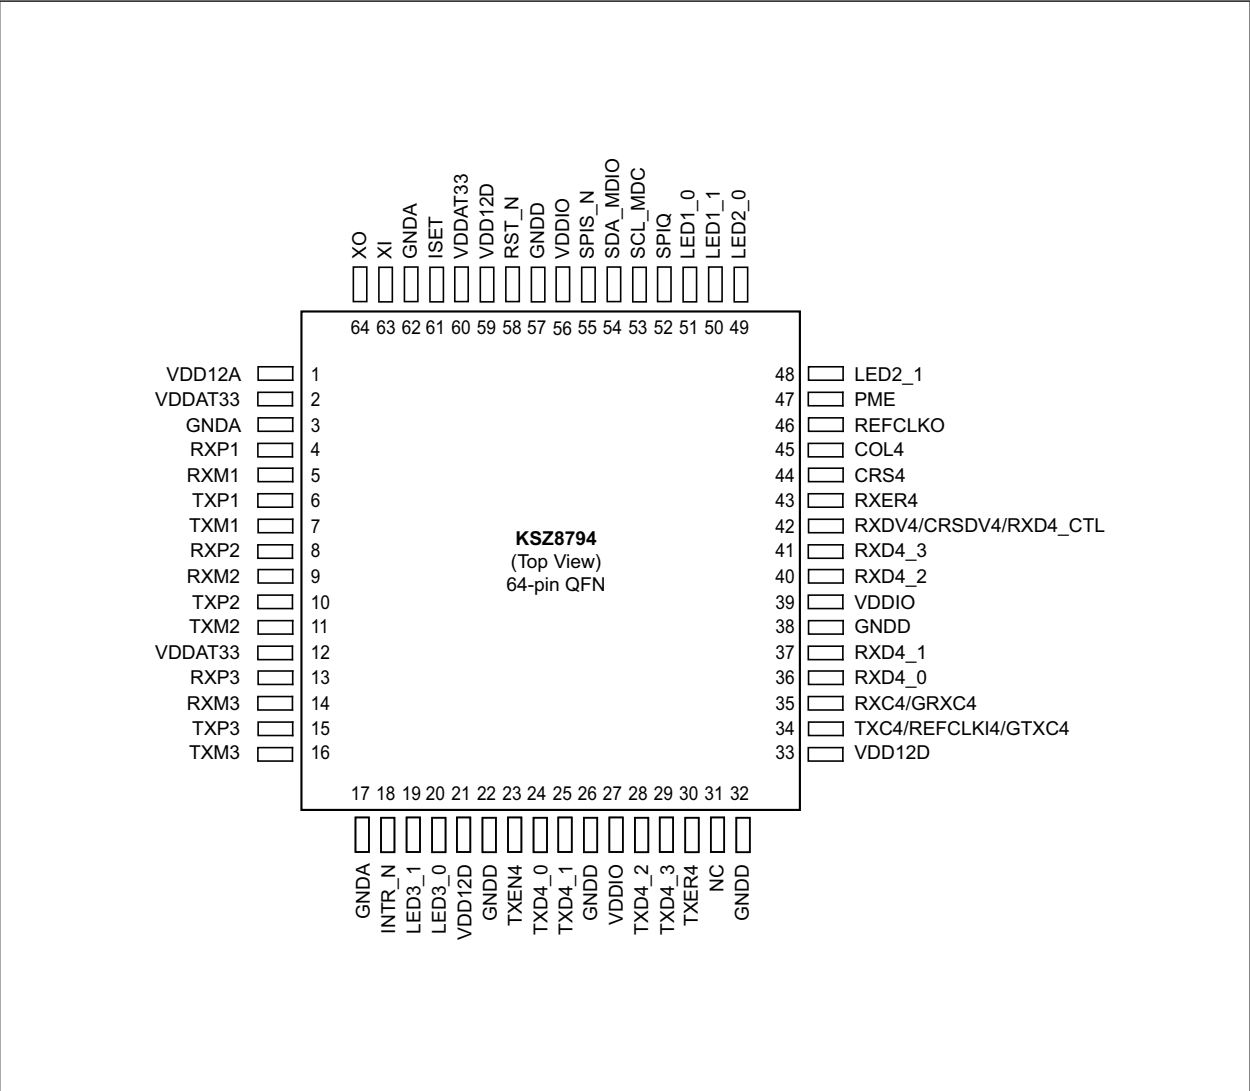 XO
XI
GNDA
ISET
VDDAT33
VDD12D
RST_N
GNDD
VDDIO
SPIS_N
SDA_MDIO
SCL_MDC
SPIQ
LED1_0
LED1_1
LED2_0
64 63 62 61 60 59 58 57 56 55 54 53 52 51 50 49
VDD12A 1
VDDAT33 2
GNDA 3
RXP1 4
RXM1 5
TXP1 6
TXM1 7
RXP2 8
RXM2 9
TXP2 10
TXM2 11
VDDAT33 12
RXP3 13
RXM3 14
TXP3 15
TXM3 16
KSZ8794
(Top View)
64-pin QFN
48 LED2_1
47 PME
46 REFCLKO
45 COL4
44 CRS4
43 RXER4
42 RXDV4/CRSDV4/RXD4_CTL
41 RXD4_3
40 RXD4_2
39 VDDIO
38 GNDD
37 RXD4_1
36 RXD4_0
35 RXC4/GRXC4
34 TXC4/REFCLKI4/GTXC4
33 VDD12D
17 18 19 20 21 22 23 24 25 26 27 28 29 30 31 32
GNDA
INTR_N
LED3_1
LED3_0
VDD12D
GNDD
TXEN4
TXD4_0
TXD4_1
GNDD
VDDIO
TXD4_2
TXD4_3
TXER4
NC
GNDD